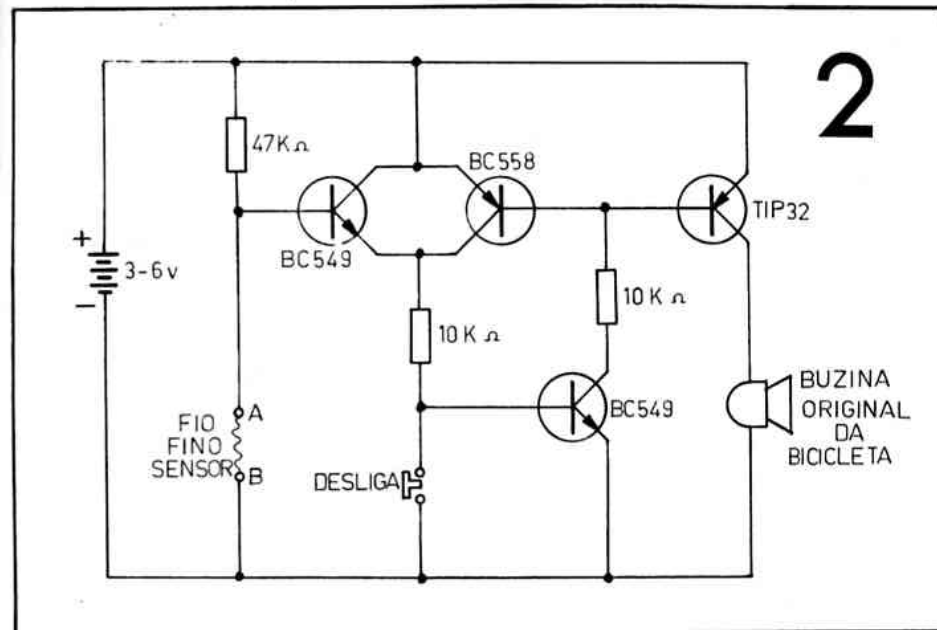 2
47KΩ
BC558
TIP32
BC549
+
3-6v
−
10KΩ
10KΩ
A
FIO
FINO
SENSOR
B
DESLIGA
BC549
BUZINA
ORIGINAL
DA
BICICLETA